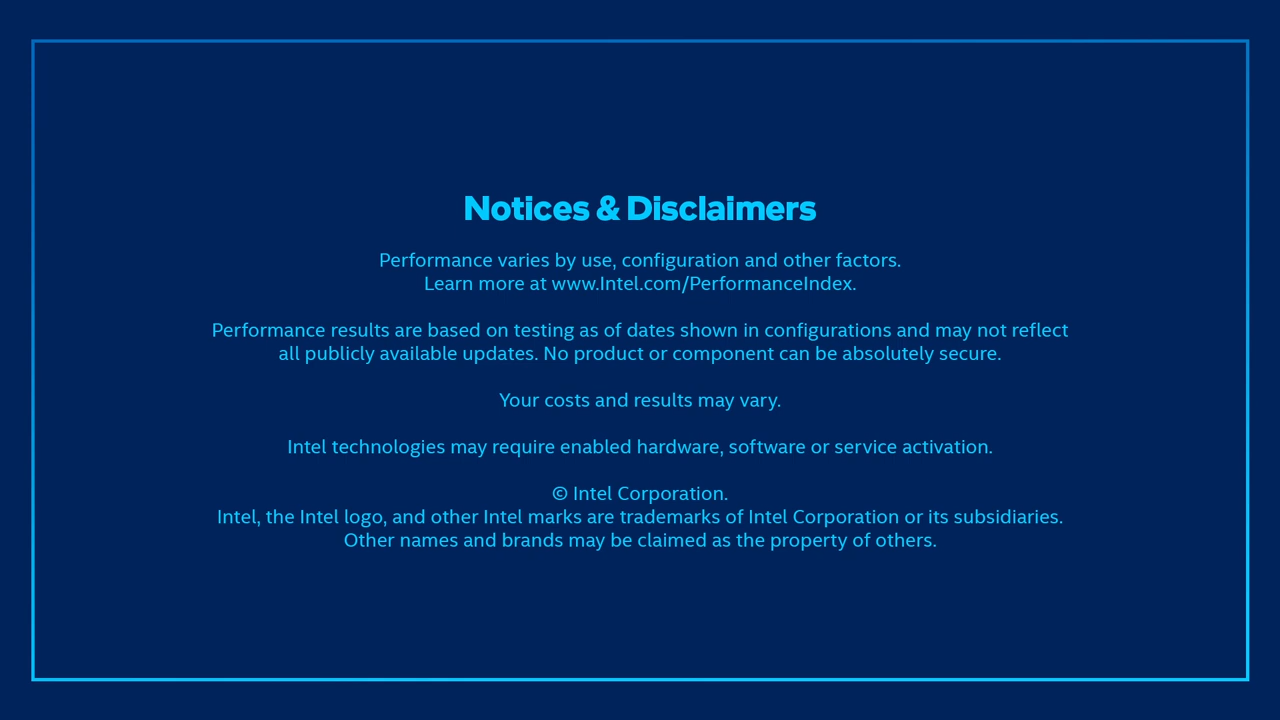 Notices & Disclaimers
Performance varies by use, configuration and other factors.
Learn more at www.Intel.com/PerformanceIndex.
Performance results are based on testing as of dates shown in configurations and may not reflect
all publicly available updates. No product or component can be absolutely secure.
Your costs and results may vary.
Intel technologies may require enabled hardware, software or service activation.
© Intel Corporation.
Intel, the Intel logo, and other Intel marks are trademarks of Intel Corporation or its subsidiaries.
Other names and brands may be claimed as the property of others.